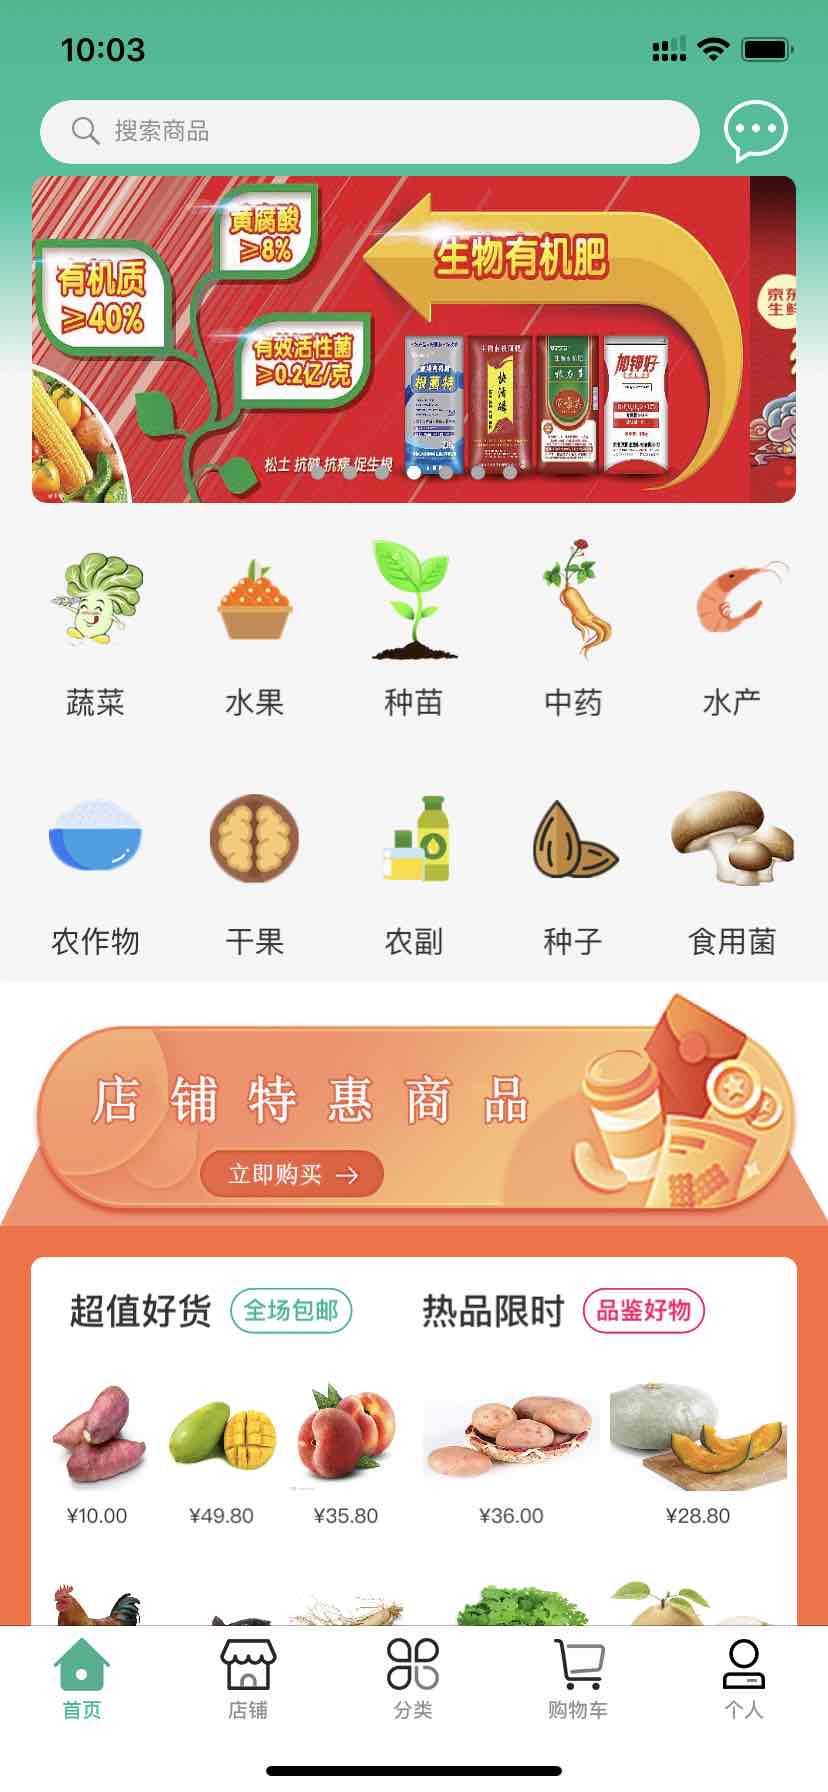 10:03
搜索商品
黄腐酸
≥8%
有机质
≥40%
生物有机肥
有效活性菌
≥0.2亿/克
松土 抗碱 抗病 促生根
根菌特
加钾好
京东
生鲜
蔬菜
水果
种苗
中药
水产
农作物
干果
农副
种子
食用菌
店铺特惠商品
立即购买 →
超值好货
全场包邮
热品限时
品鉴好物
¥10.00
¥49.80
¥35.80
¥36.00
¥28.80
首页
店铺
分类
购物车
个人